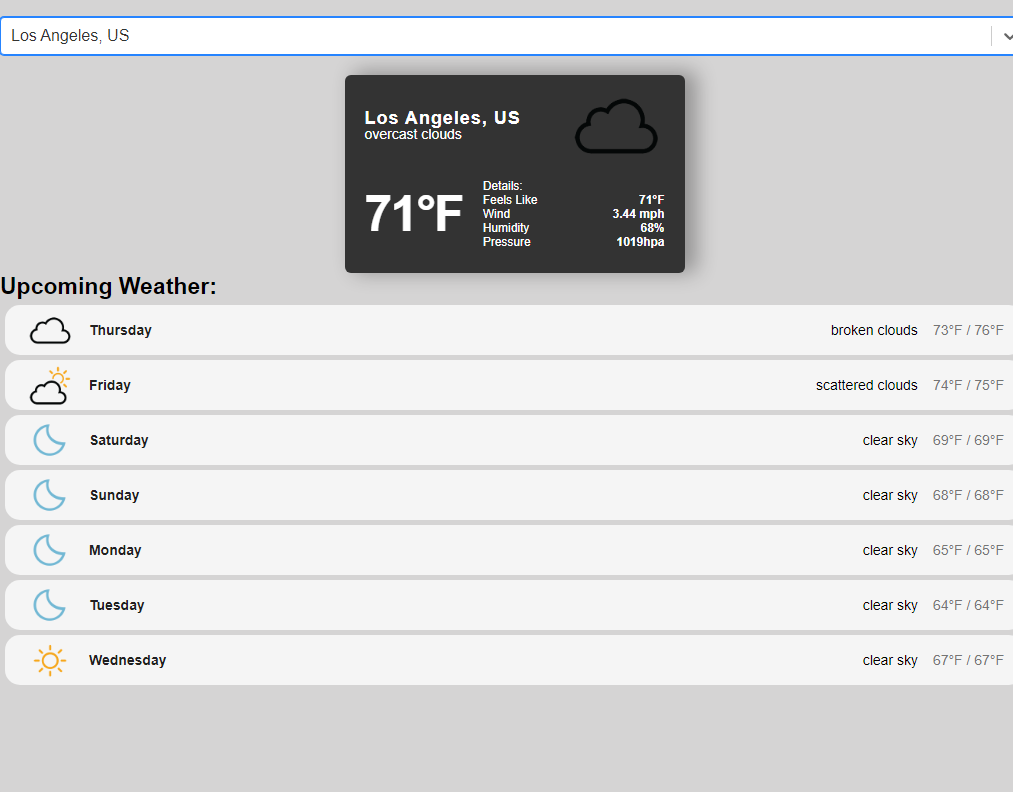 Los Angeles, US
Los Angeles, US
overcast clouds
71°F
Details:
Feels Like 71°F
Wind 3.44 mph
Humidity 68%
Pressure 1019hpa
Upcoming Weather:
Thursday broken clouds 73°F / 76°F
Friday scattered clouds 74°F / 75°F
Saturday clear sky 69°F / 69°F
Sunday clear sky 68°F / 68°F
Monday clear sky 65°F / 65°F
Tuesday clear sky 64°F / 64°F
Wednesday clear sky 67°F / 67°F